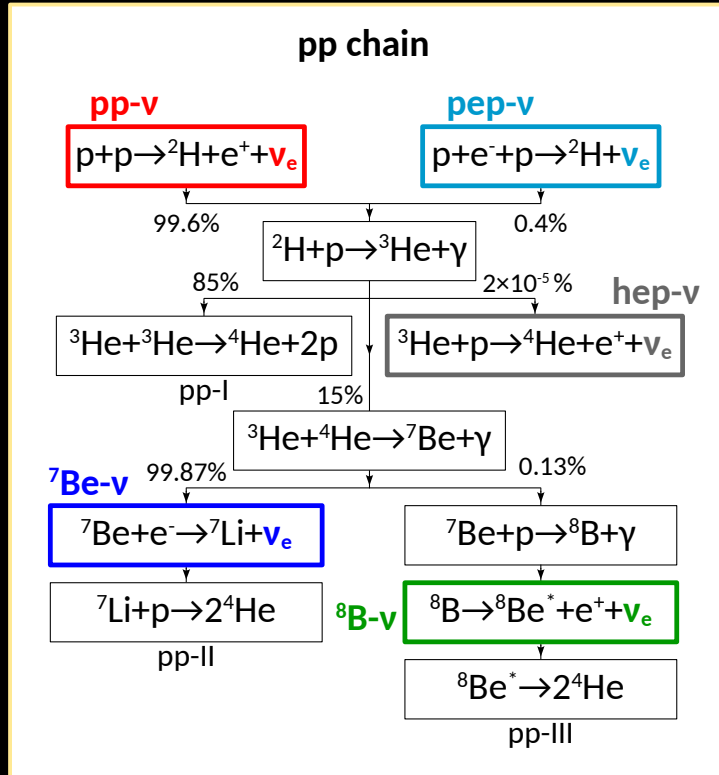 pp chain
pp-ν pep-ν
p+p→²H+e⁺+νₑ p+e⁻+p→²H+νₑ
99.6% 0.4%
²H+p→³He+γ
85% 2×10⁻⁵ %
hep-ν
³He+³He→⁴He+2p ³He+p→⁴He+e⁺+νₑ
pp-I
15%
³He+⁴He→⁷Be+γ
⁷Be-ν 99.87% 0.13%
⁷Be+e⁻→⁷Li+νₑ ⁷Be+p→⁸B+γ
⁷Li+p→2⁴He ⁸B-ν ⁸B→⁸Be*+e⁺+νₑ
pp-II
⁸Be*→2⁴He
pp-III